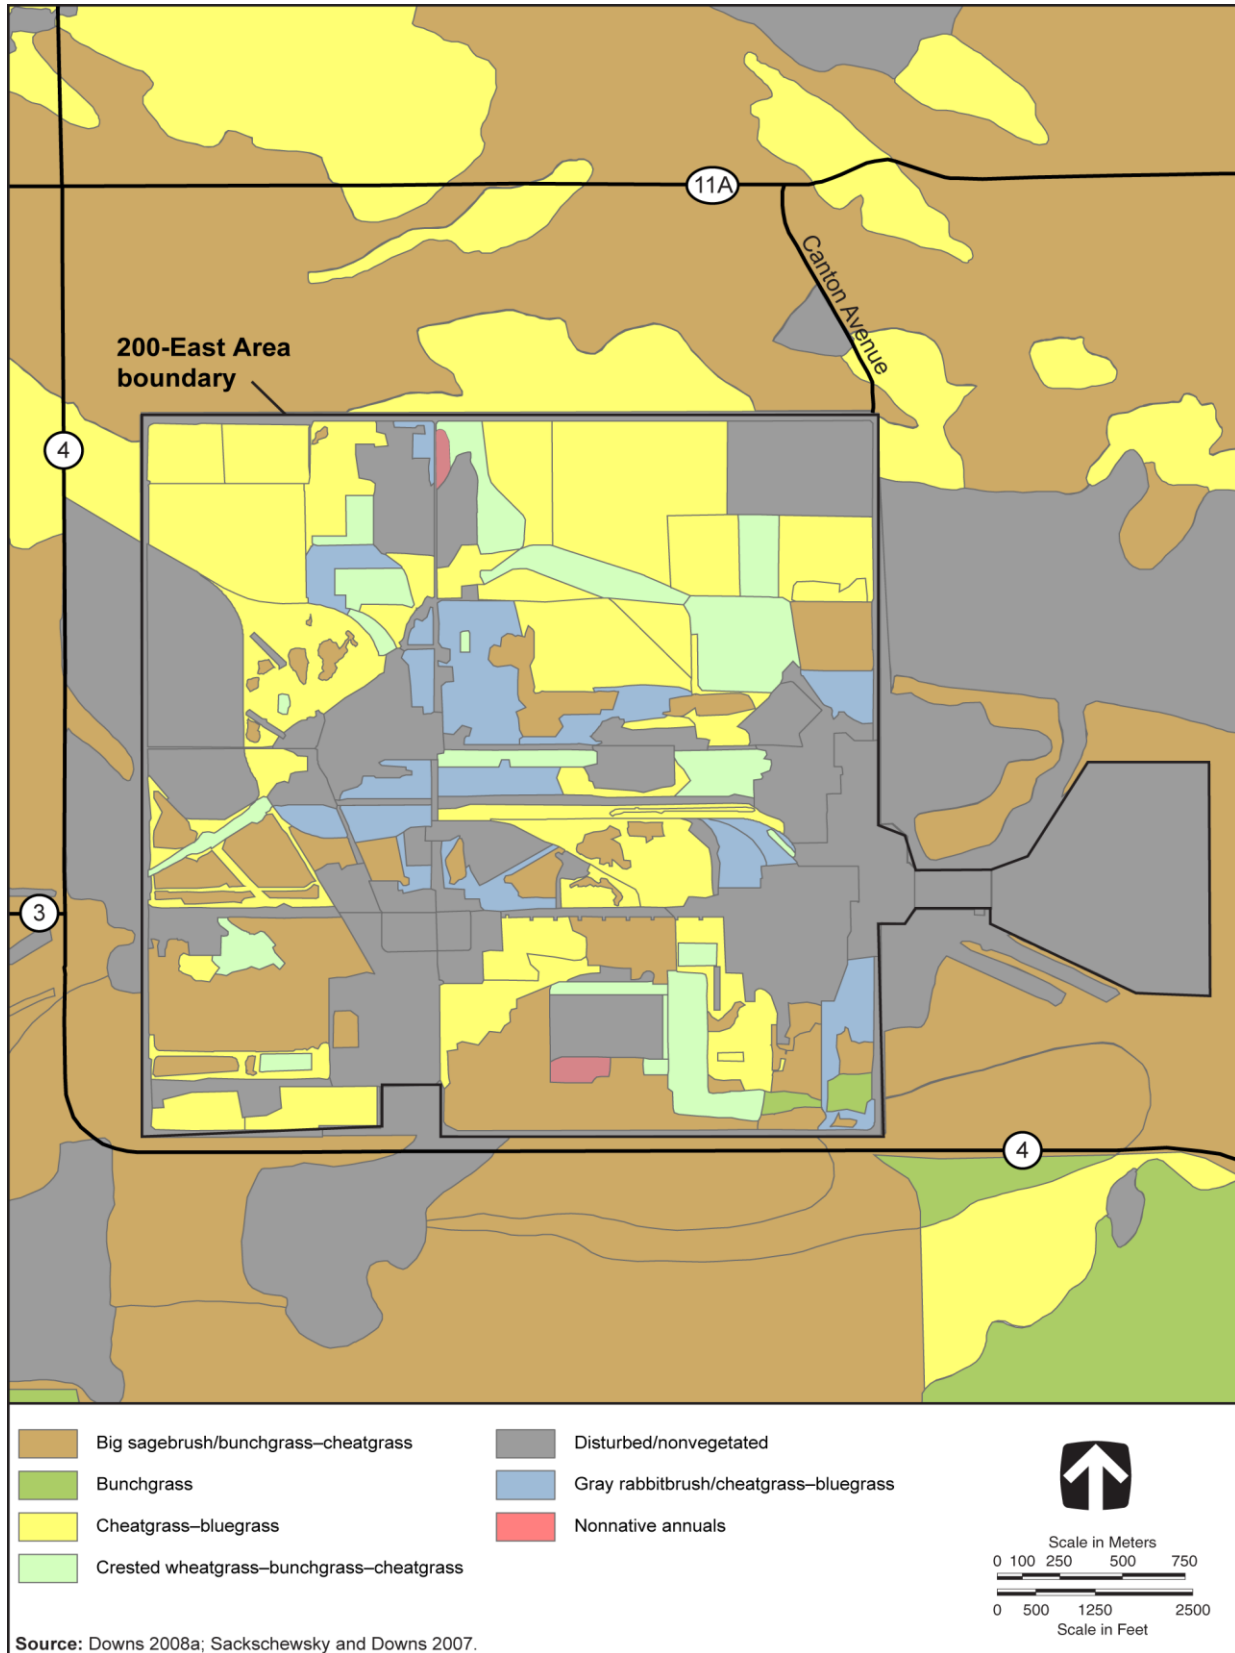 11A
Canton Avenue
200-East Area
boundary
4
3
4
Big sagebrush/bunchgrass–cheatgrass
Bunchgrass
Cheatgrass–bluegrass
Crested wheatgrass–bunchgrass–cheatgrass
Disturbed/nonvegetated
Gray rabbitbrush/cheatgrass–bluegrass
Nonnative annuals
Scale in Meters
0 100 250 500 750
0 500 1250 2500
Scale in Feet
Source: Downs 2008a; Sackschewsky and Downs 2007.